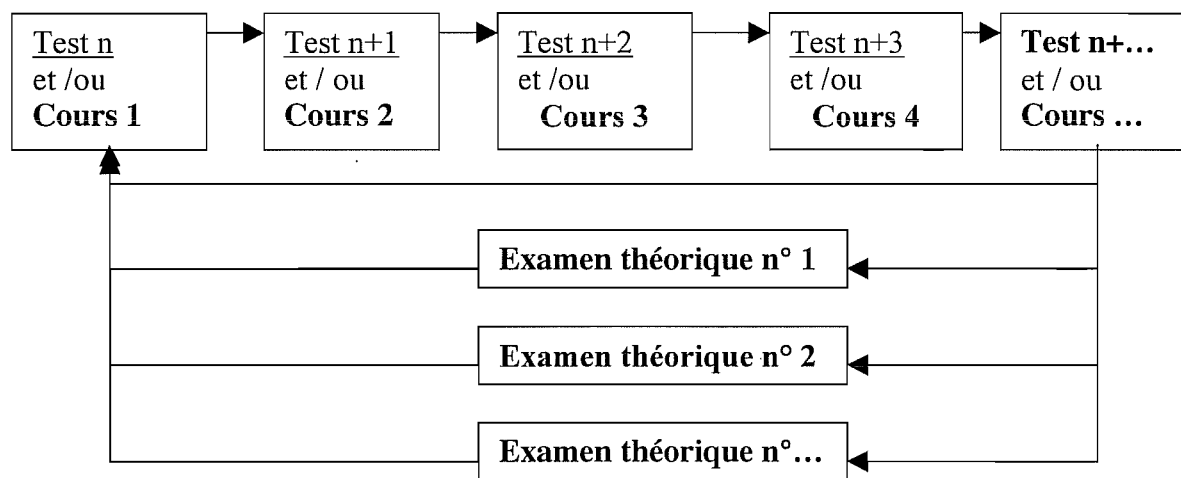 Test n
et /ou
Cours 1
Test n+1
et / ou
Cours 2
Test n+2
et /ou
Cours 3
Test n+3
et /ou
Cours 4
Test n+…
et / ou
Cours …
Examen théorique n° 1
Examen théorique n° 2
Examen théorique n°…